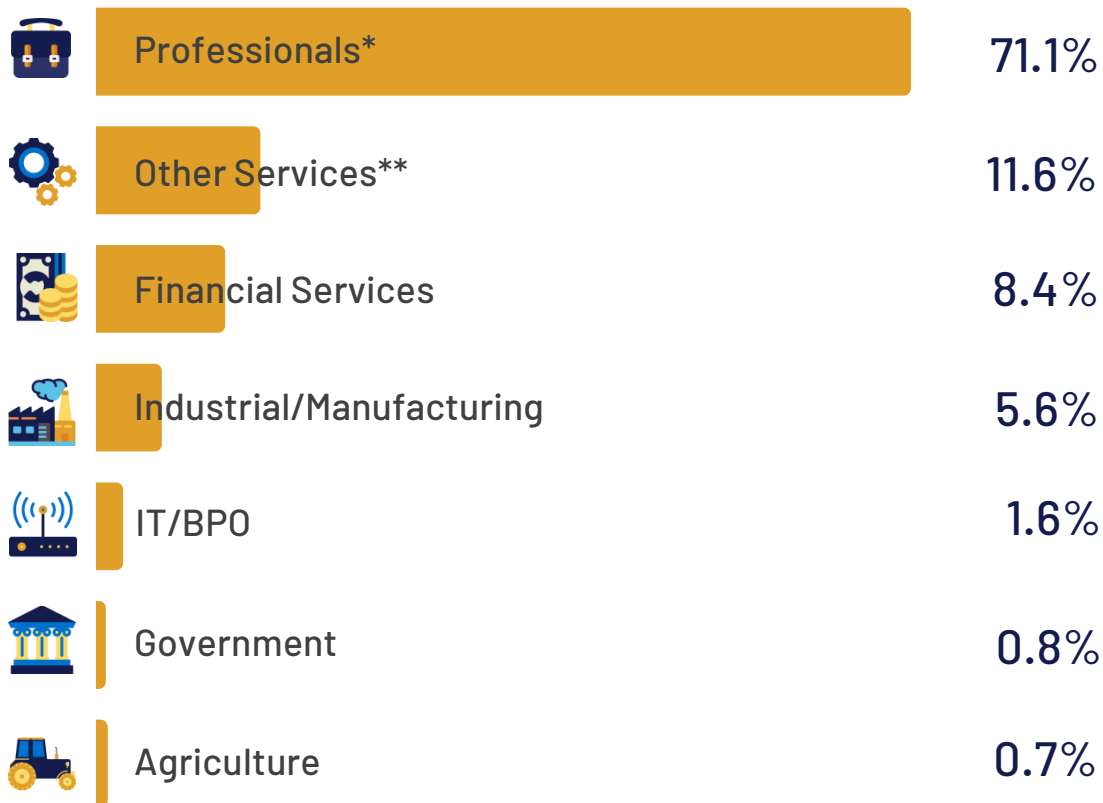 Professionals* 71.1%
Other Services** 11.6%
Financial Services 8.4%
Industrial/Manufacturing 5.6%
IT/BPO 1.6%
Government 0.8%
Agriculture 0.7%